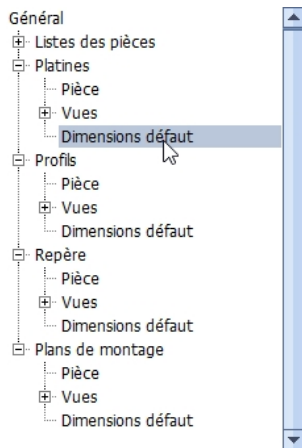 Général
Listes des pièces
Platines
Pièce
Vues
Dimensions défaut
Profils
Pièce
Vues
Dimensions défaut
Repère
Pièce
Vues
Dimensions défaut
Plans de montage
Pièce
Vues
Dimensions défaut